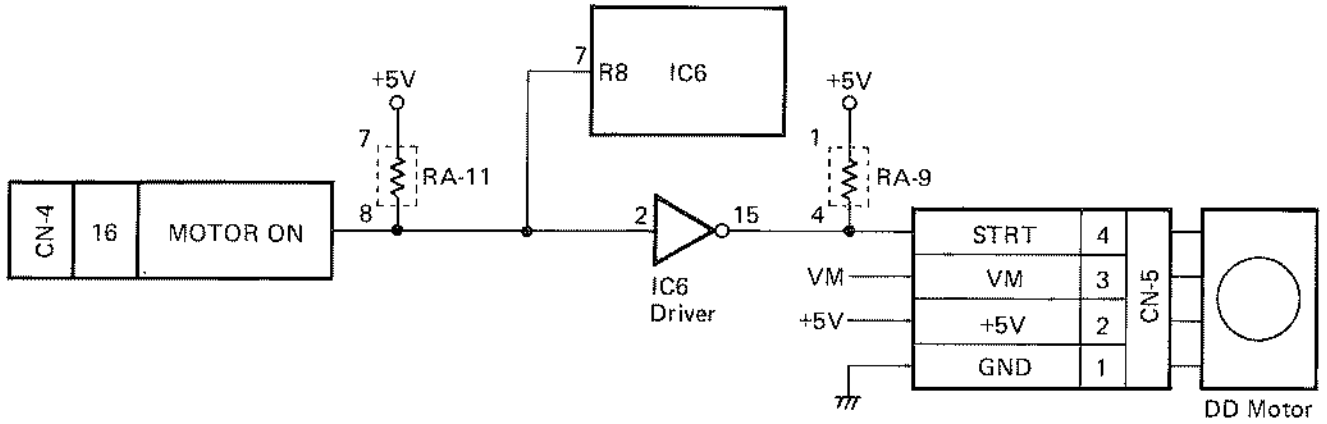 7
R8 IC6
+5V
7
RA-11
8
+5V
1
RA-9
4
CN-4
16
MOTOR ON
2
15
IC6
Driver
STRT 4
VM
VM 3
+5V
+5V 2
GND 1
CN-5
DD Motor